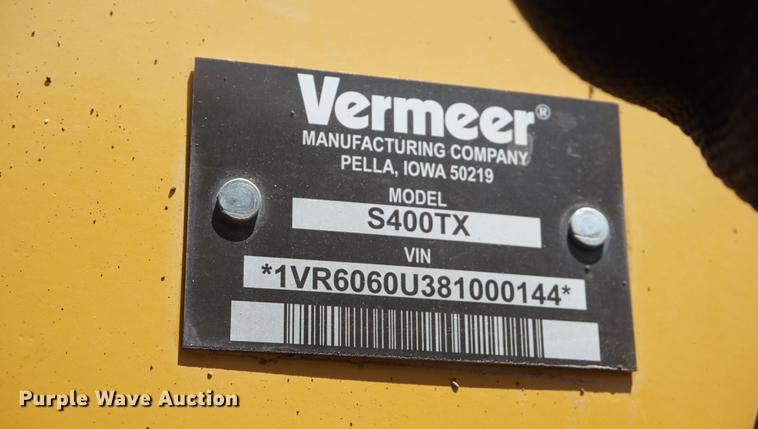 Vermeer®
MANUFACTURING COMPANY
PELLA, IOWA 50219
MODEL
S400TX
VIN
*1VR6060U381000144*
Purple Wave Auction